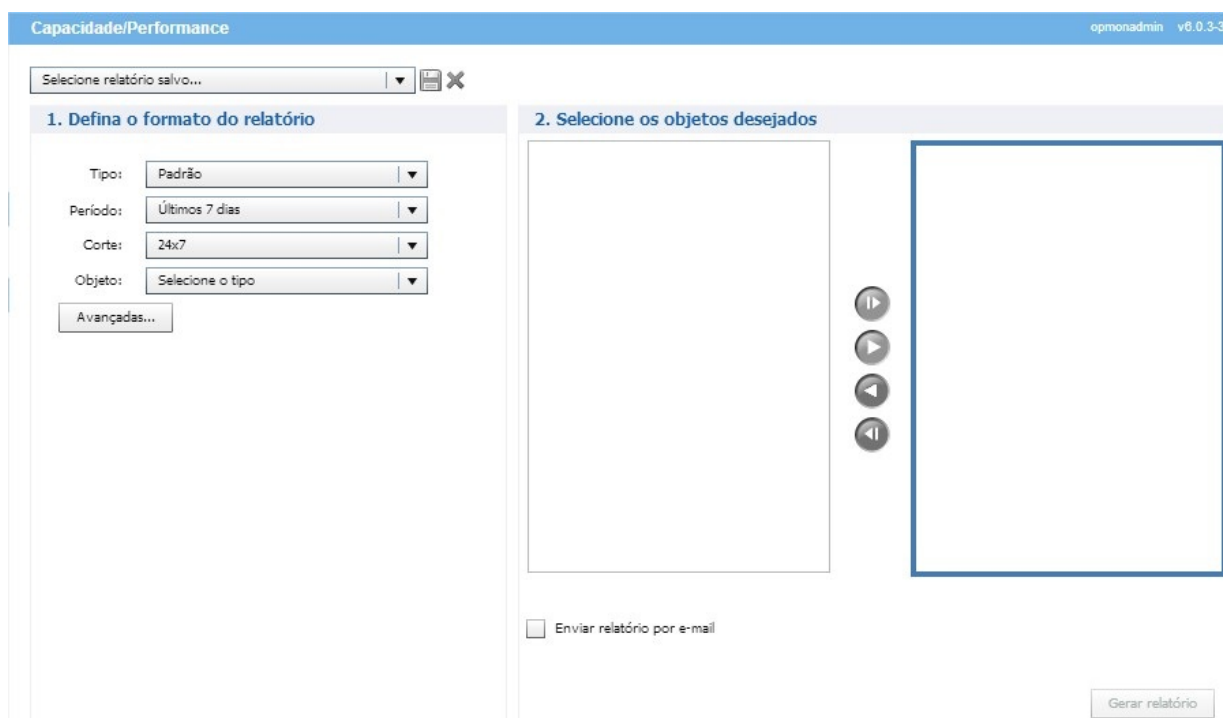 Capacidade/Performance
opmonadmin v6.0.3-3
Selecione relatório salvo...
1. Defina o formato do relatório
2. Selecione os objetos desejados
Tipo: Padrão
Período: Últimos 7 dias
Corte: 24x7
Objeto: Selecione o tipo
Avançadas...
Enviar relatório por e-mail
Gerar relatório